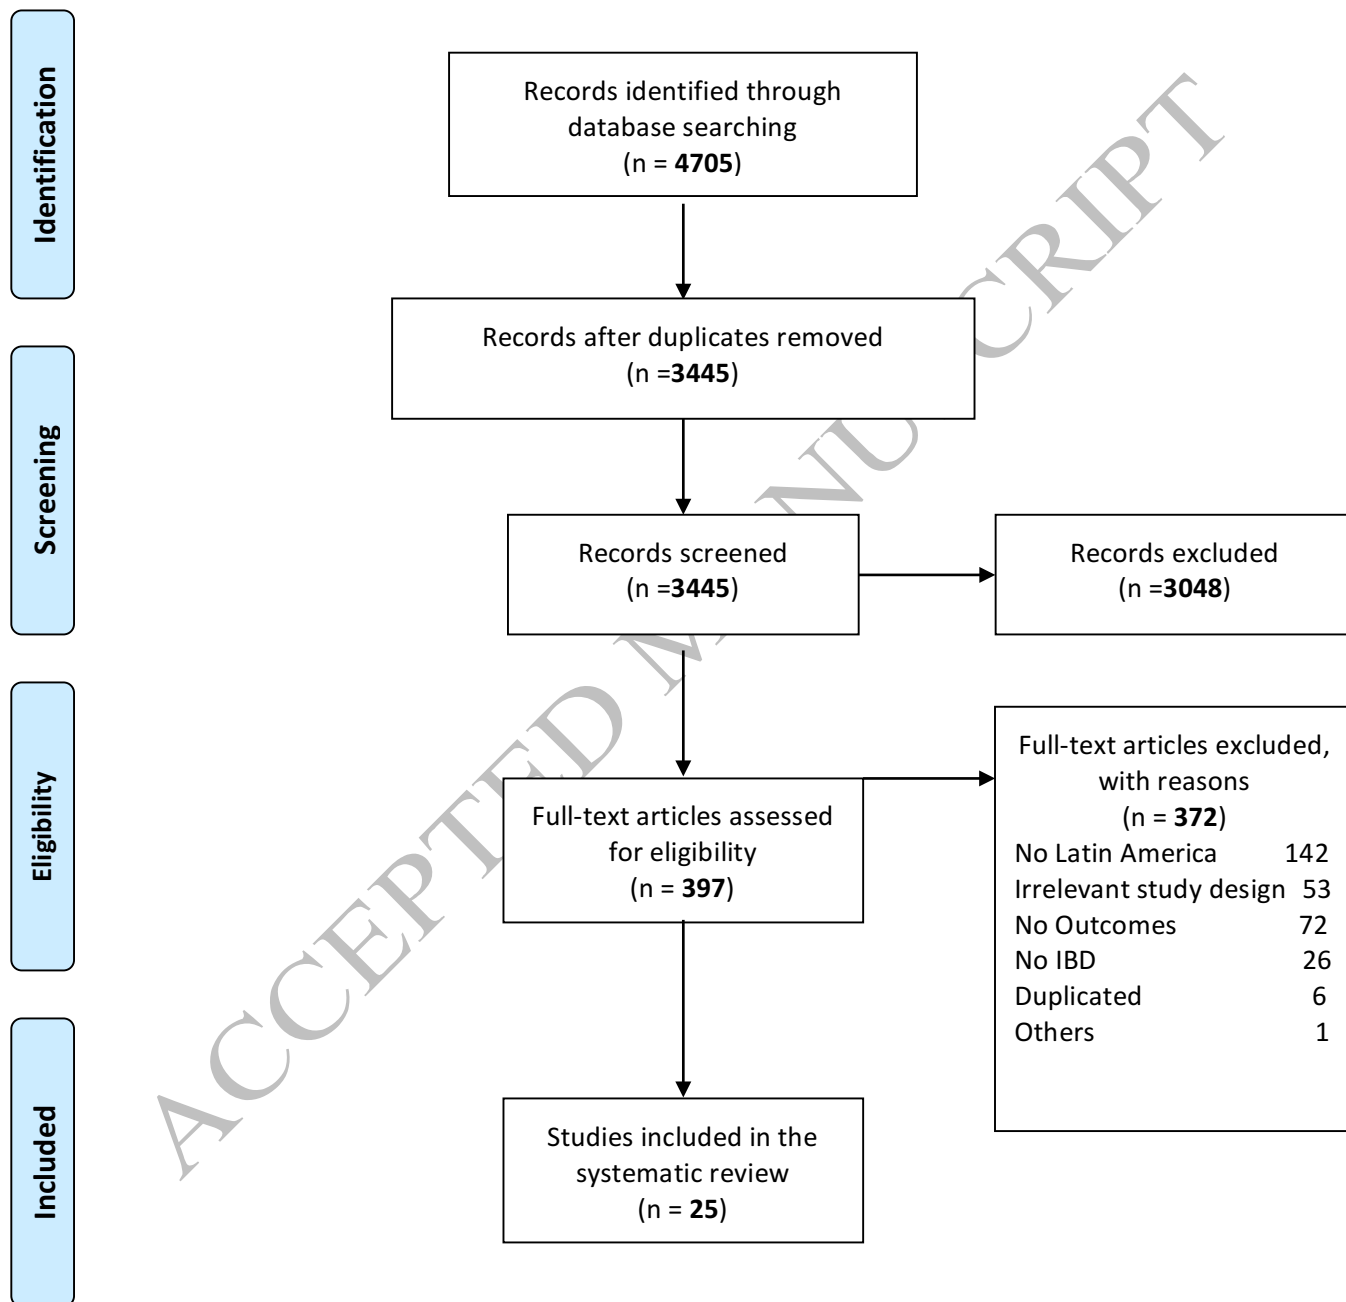 Identification
Records identified through
database searching
(n = 4705)
Records after duplicates removed
(n =3445)
Screening
Records screened
(n =3445)
Records excluded
(n =3048)
Eligibility
Full-text articles assessed
for eligibility
(n = 397)
Full-text articles excluded,
with reasons
(n = 372)
No Latin America 142
Irrelevant study design 53
No Outcomes 72
No IBD 26
Duplicated 6
Others 1
Included
Studies included in the
systematic review
(n = 25)
ACCEPTED MANUSCRIPT